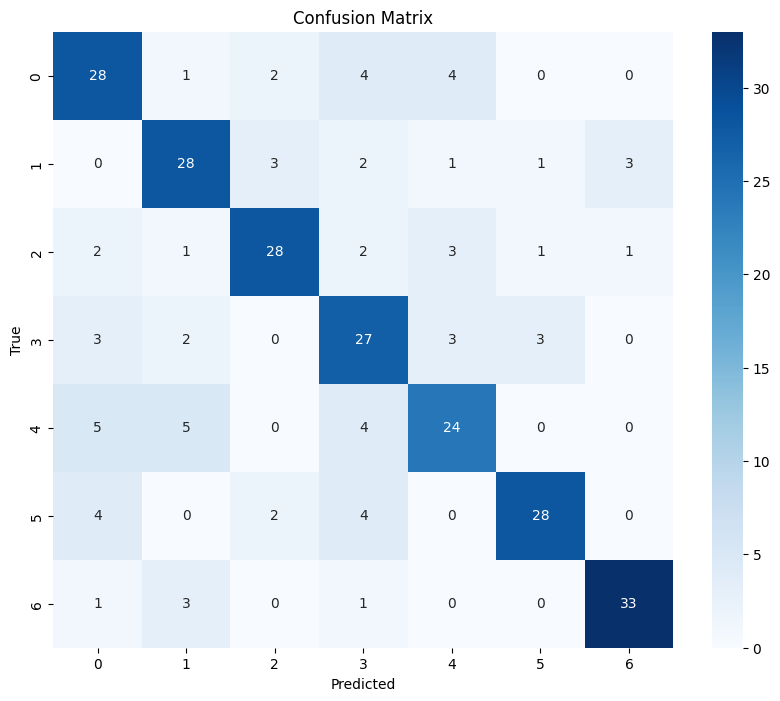 Confusion Matrix
0 28 1 2 4 4 0 0
1 0 28 3 2 1 1 3
2 2 1 28 2 3 1 1
3 3 2 0 27 3 3 0
4 5 5 0 4 24 0 0
5 4 0 2 4 0 28 0
6 1 3 0 1 0 0 33
0 1 2 3 4 5 6
Predicted
True
30
25
20
15
10
5
0